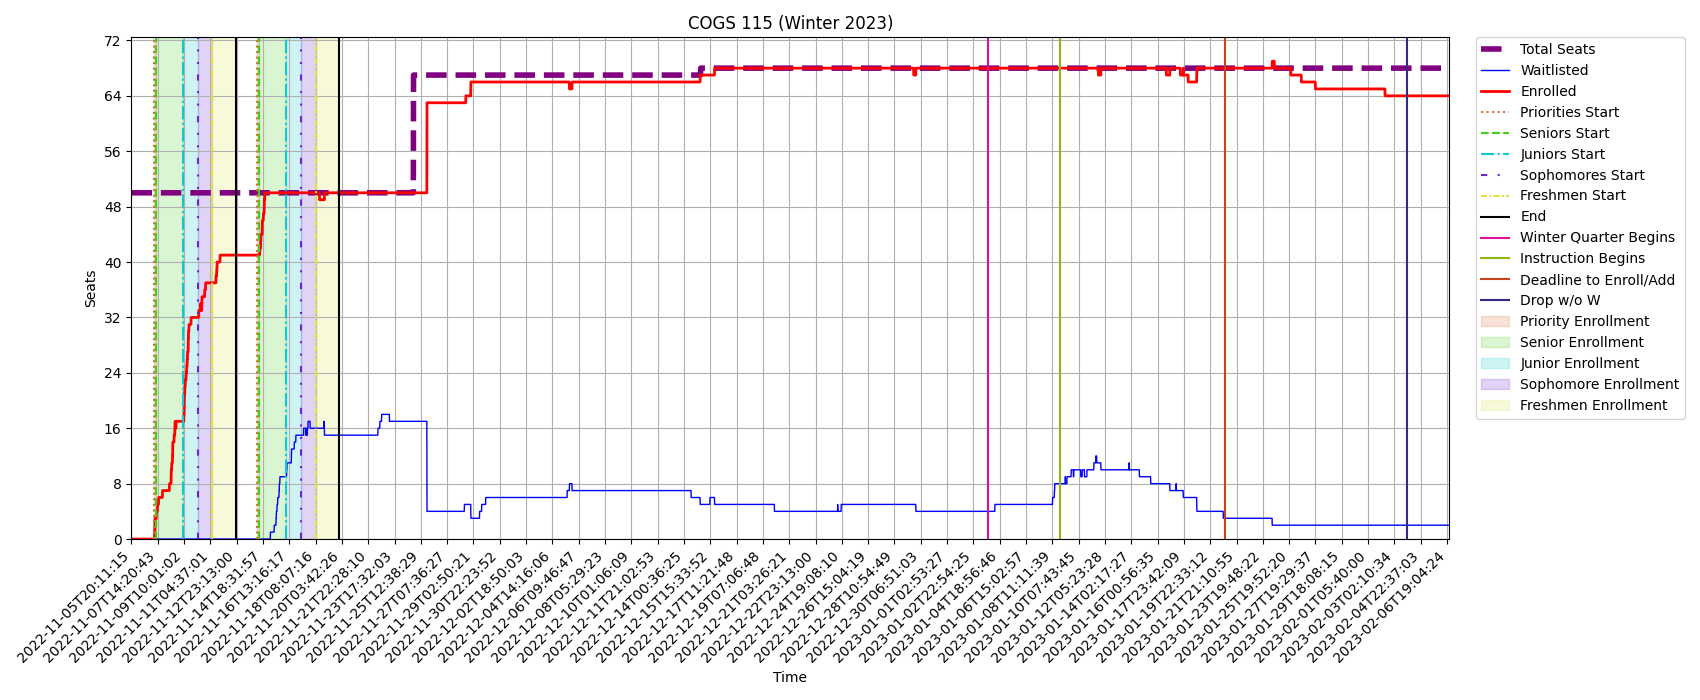 COGS 115 (Winter 2023)
72
64
56
48
40
32
24
16
8
0
Seats
2022-11-05T20:11:15
2022-11-07T14:20:43
2022-11-09T10:01:02
2022-11-11T04:37:01
2022-11-12T23:13:00
2022-11-14T18:31:57
2022-11-16T13:16:17
2022-11-18T08:07:16
2022-11-20T03:42:26
2022-11-21T22:28:10
2022-11-23T17:32:03
2022-11-25T12:38:29
2022-11-27T07:36:27
2022-11-29T02:50:21
2022-11-30T22:23:52
2022-12-02T18:50:03
2022-12-04T14:16:06
2022-12-06T09:46:47
2022-12-08T05:29:23
2022-12-10T01:06:09
2022-12-11T21:02:53
2022-12-14T00:36:25
2022-12-15T15:33:52
2022-12-17T11:21:48
2022-12-19T07:06:48
2022-12-21T03:26:21
2022-12-22T23:13:00
2022-12-24T19:08:10
2022-12-26T15:04:19
2022-12-28T10:54:49
2022-12-30T06:51:03
2023-01-01T02:53:27
2023-01-02T22:54:25
2023-01-04T18:56:46
2023-01-06T15:02:57
2023-01-08T11:11:39
2023-01-10T07:43:45
2023-01-12T05:23:28
2023-01-14T02:17:27
2023-01-16T00:56:35
2023-01-17T23:42:09
2023-01-19T22:33:12
2023-01-21T21:10:55
2023-01-23T19:48:22
2023-01-25T19:52:20
2023-01-27T19:29:37
2023-01-29T18:08:15
2023-02-01T05:40:00
2023-02-03T02:10:34
2023-02-04T22:37:03
2023-02-06T19:04:24
Time
Total Seats
Waitlisted
Enrolled
Priorities Start
Seniors Start
Juniors Start
Sophomores Start
Freshmen Start
End
Winter Quarter Begins
Instruction Begins
Deadline to Enroll/Add
Drop w/o W
Priority Enrollment
Senior Enrollment
Junior Enrollment
Sophomore Enrollment
Freshmen Enrollment